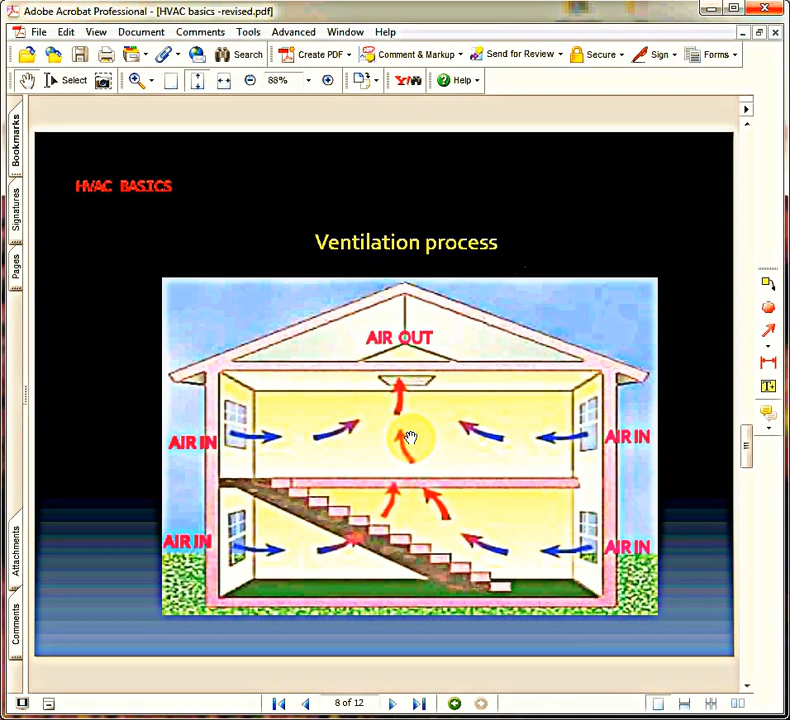 Adobe Acrobat Professional - [HVAC basics -revised.pdf]
File Edit View Document Comments Tools Advanced Window Help
Search Create PDF Comment & Markup Send for Review Secure Sign Forms
Select 88% Y! Help
Bookmarks
Signatures
Pages
Attachments
Comments
HVAC BASICS
Ventilation process
AIR OUT
AIR IN AIR IN
AIR IN AIR IN
8 of 12